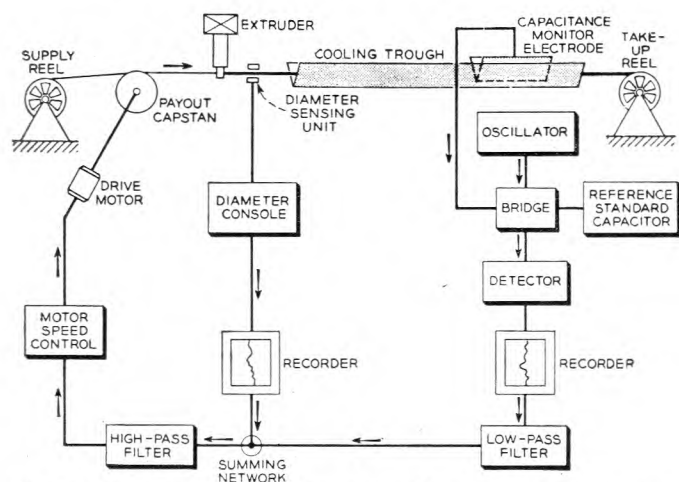 EXTRUDER
SUPPLY
REEL
PAYOUT
CAPSTAN
COOLING TROUGH
CAPACITANCE
MONITOR
ELECTRODE
TAKE-
UP
REEL
DIAMETER
SENSING
UNIT
OSCILLATOR
DRIVE
MOTOR
DIAMETER
CONSOLE
BRIDGE
REFERENCE
STANDARD
CAPACITOR
DETECTOR
MOTOR
SPEED
CONTROL
RECORDER
RECORDER
HIGH-PASS
FILTER
SUMMING
NETWORK
LOW-PASS
FILTER